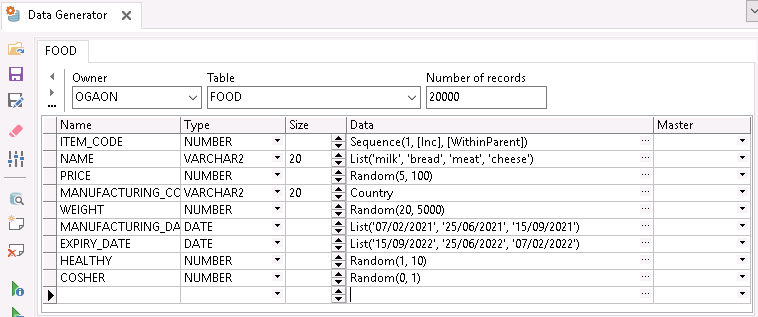 Data Generator
FOOD
Owner Table Number of records
OGAON FOOD 20000
Name Type Size Data Master
ITEM_CODE NUMBER Sequence(1, [Inc], [WithinParent])
NAME VARCHAR2 20 List('milk', 'bread', 'meat', 'cheese')
PRICE NUMBER Random(5, 100)
MANUFACTURING_CO VARCHAR2 20 Country
WEIGHT NUMBER Random(20, 5000)
MANUFACTURING_DA DATE List('07/02/2021', '25/06/2021', '15/09/2021')
EXPIRY_DATE DATE List('15/09/2022', '25/06/2022', '07/02/2022')
HEALTHY NUMBER Random(1, 10)
COSHER NUMBER Random(0, 1)